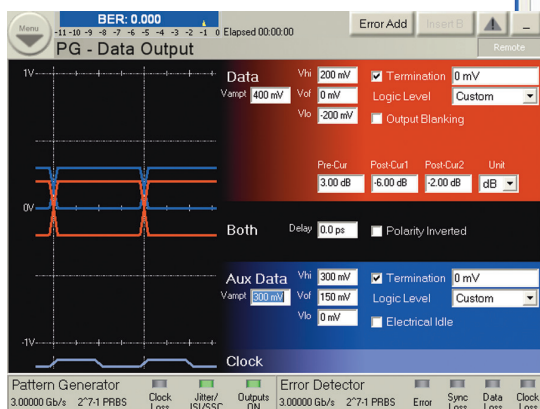 Menu
BER: 0.000
-11 -10 -9 -8 -7 -6 -5 -4 -3 -2 -1 0 Elapsed 00:00:00
Error Add
Insert B
PG - Data Output
Remote
1V
0V
-1V
Data
Vampt 400 mV
Vhi 200 mV
Vof 0 mV
Vlo -200 mV
Termination 0 mV
Logic Level Custom
Output Blanking
Pre-Cur Post-Cur1 Post-Cur2 Unit
3.00 dB -6.00 dB -2.00 dB dB
Both Delay 0.0 ps Polarity Inverted
Aux Data
Vampt 300 mV
Vhi 300 mV
Vof 150 mV
Vlo 0 mV
Termination 0 mV
Logic Level Custom
Electrical Idle
Clock
Pattern Generator
3.00000 Gb/s 2^7-1 PRBS
Clock Loss
Jitter/ ISI/SSC
Outputs ON
Error Detector
3.00000 Gb/s 2^7-1 PRBS
Error
Sync Loss
Data Loss
Clock Loss